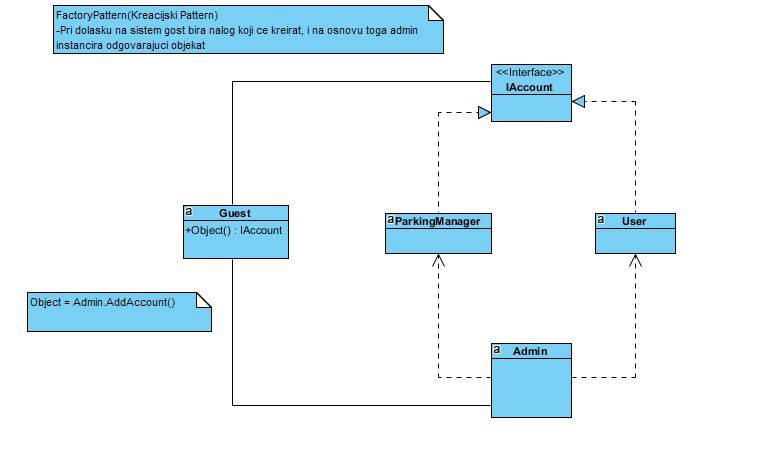 FactoryPattern(Kreacijski Pattern)
-Pri dolasku na sistem gost bira nalog koji ce kreirat, i na osnovu toga admin
instancira odgovarajuci objekat
<<Interface>>
IAccount
a
Guest
+Object() : IAccount
a
ParkingManager
a
User
Object = Admin.AddAccount()
a
Admin